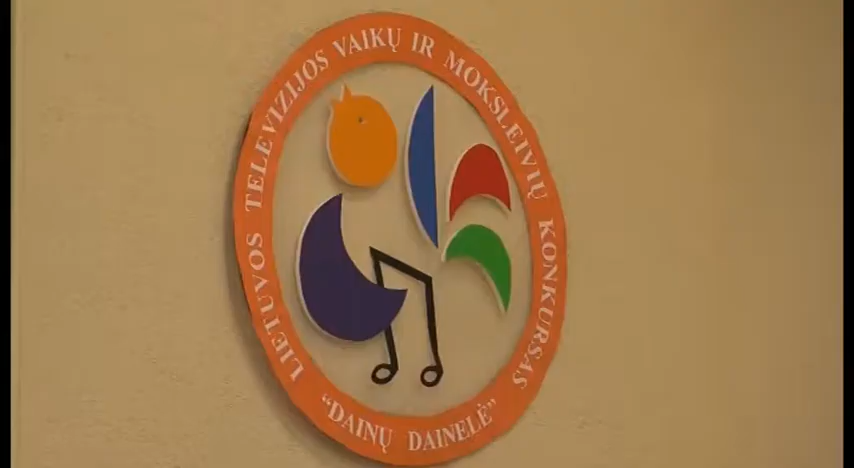 LIETUVOS TELEVIZIJOS VAIKŲ IR MOKSLEIVIŲ KONKURSAS
“DAINŲ DAINELĖ”